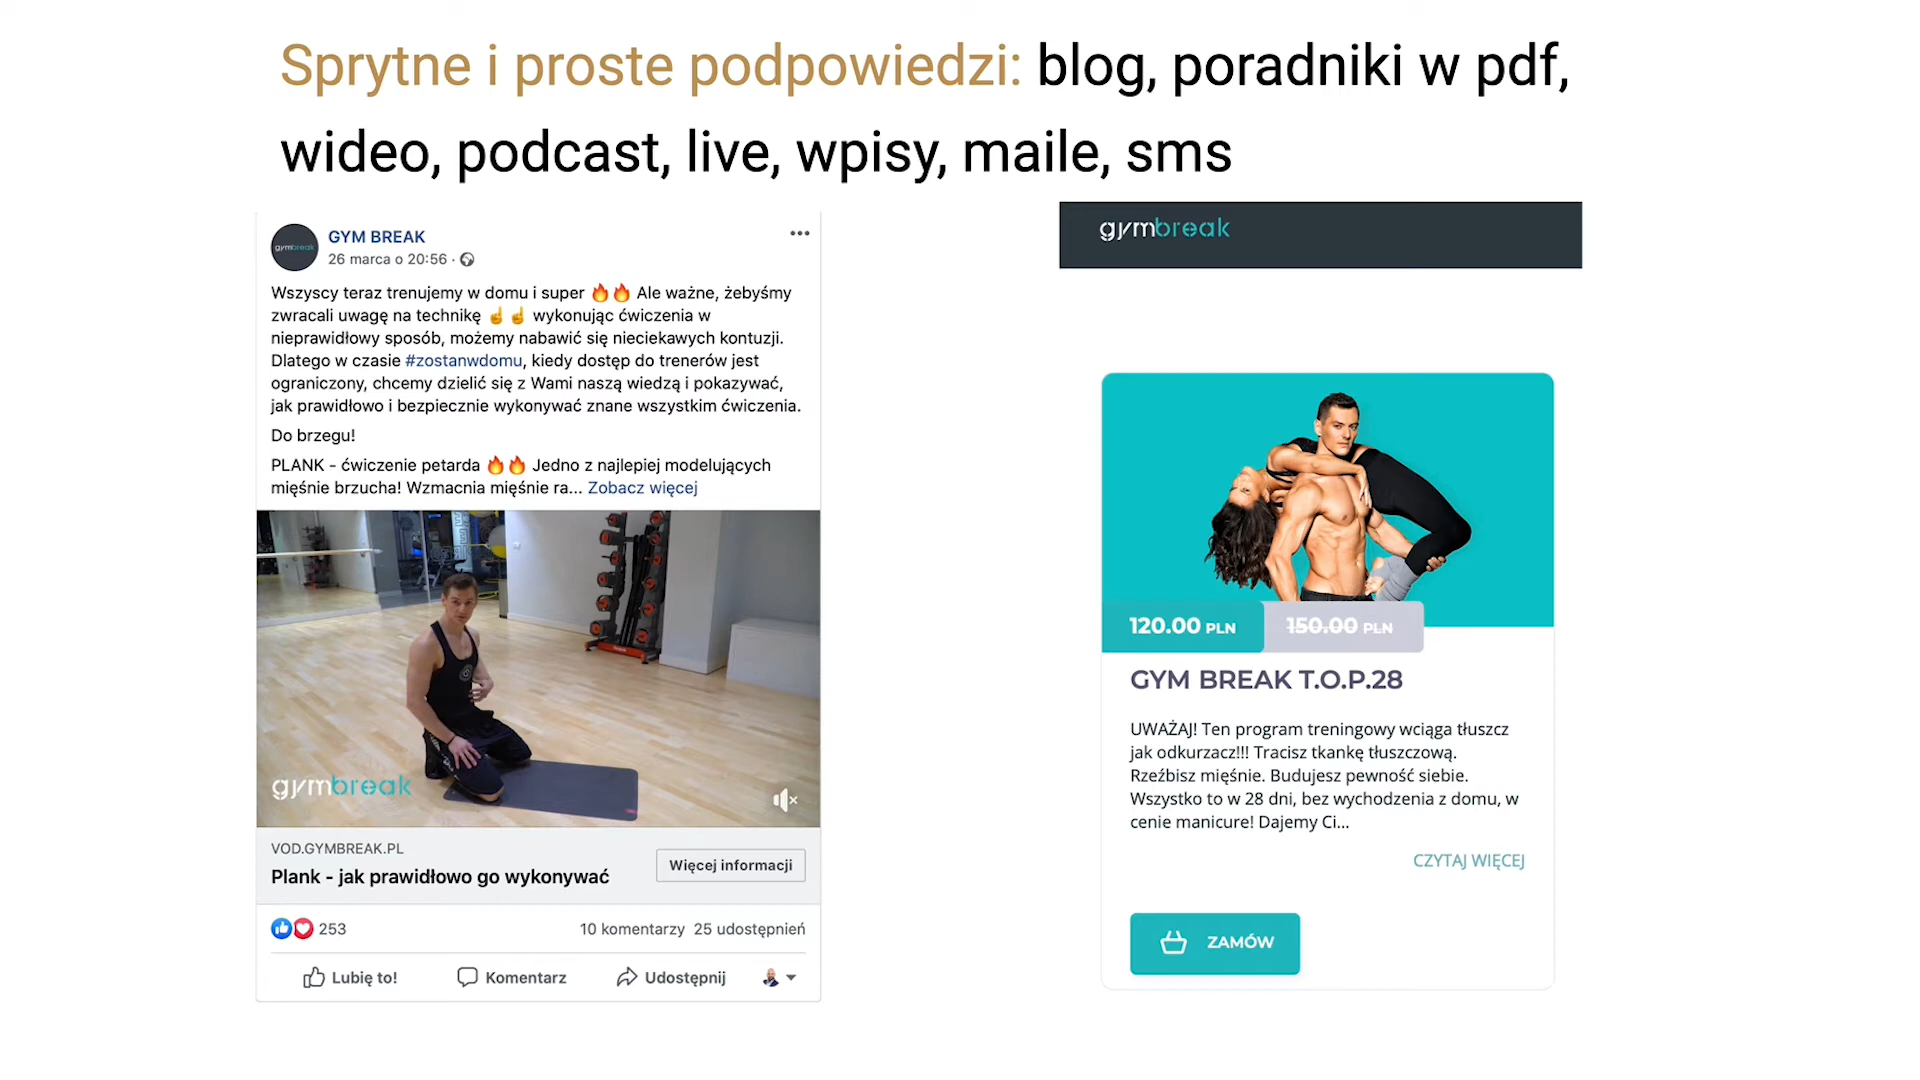 Sprytne i proste podpowiedzi: blog, poradniki w pdf,
wideo, podcast, live, wpisy, maile, sms
gymbreak
GYM BREAK
26 marca o 20:56 ·
Wszyscy teraz trenujemy w domu i super 🔥🔥 Ale ważne, żebyśmy
zwracali uwagę na technikę ☝️☝️ wykonując ćwiczenia w
nieprawidłowy sposób, możemy nabawić się nieciekawych kontuzji.
Dlatego w czasie #zostanwdomu, kiedy dostęp do trenerów jest
ograniczony, chcemy dzielić się z Wami naszą wiedzą i pokazywać,
jak prawidłowo i bezpiecznie wykonywać znane wszystkim ćwiczenia.
Do brzegu!
PLANK - ćwiczenie petarda 🔥🔥 Jedno z najlepiej modelujących
mięśnie brzucha! Wzmacnia mięśnie ra... Zobacz więcej
gymbreak
VOD.GYMBREAK.PL
Plank - jak prawidłowo go wykonywać
Więcej informacji
253
10 komentarzy 25 udostępnień
Lubię to! Komentarz Udostępnij
gymbreak
120.00 PLN 150.00 PLN
GYM BREAK T.O.P.28
UWAŻAJ! Ten program treningowy wciąga tłuszcz
jak odkurzacz!!! Tracisz tkankę tłuszczową.
Rzeźbisz mięśnie. Budujesz pewność siebie.
Wszystko to w 28 dni, bez wychodzenia z domu, w
cenie manicure! Dajemy Ci...
CZYTAJ WIĘCEJ
ZAMÓW